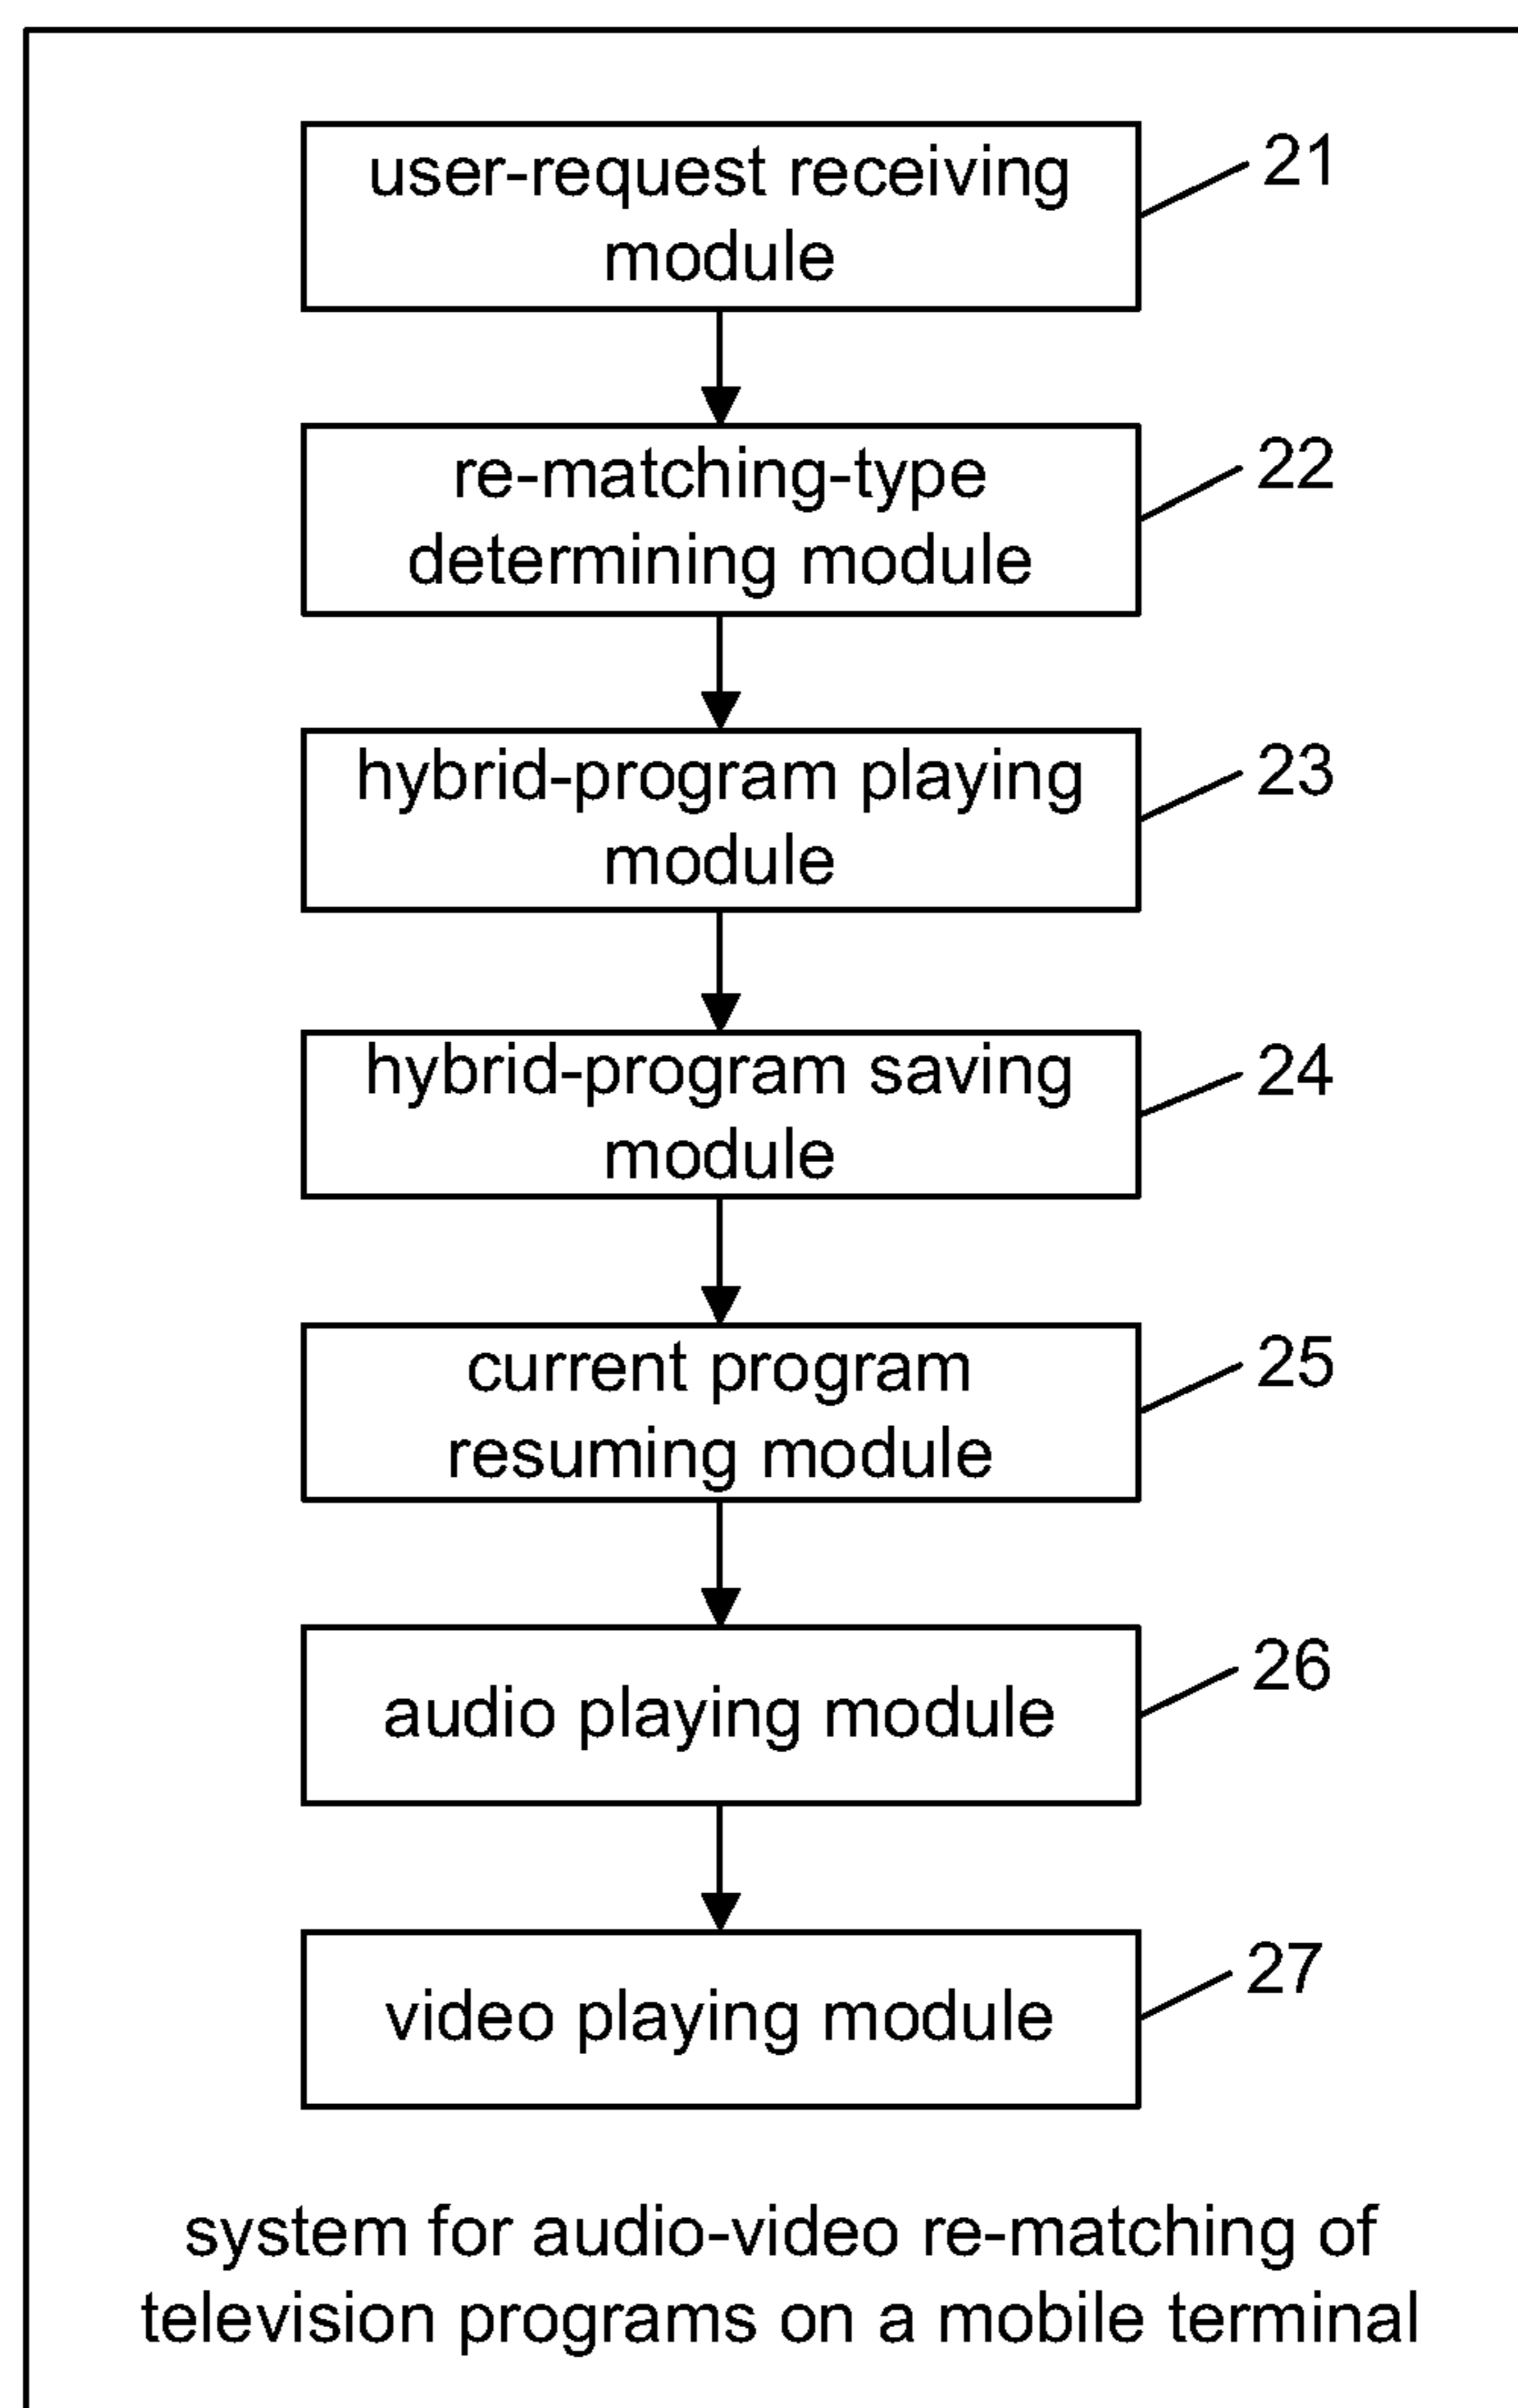 user-request receiving
module
21
re-matching-type
determining module
22
hybrid-program playing
module
23
hybrid-program saving
module
24
current program
resuming module
25
audio playing module
26
video playing module
27
system for audio-video re-matching of
television programs on a mobile terminal